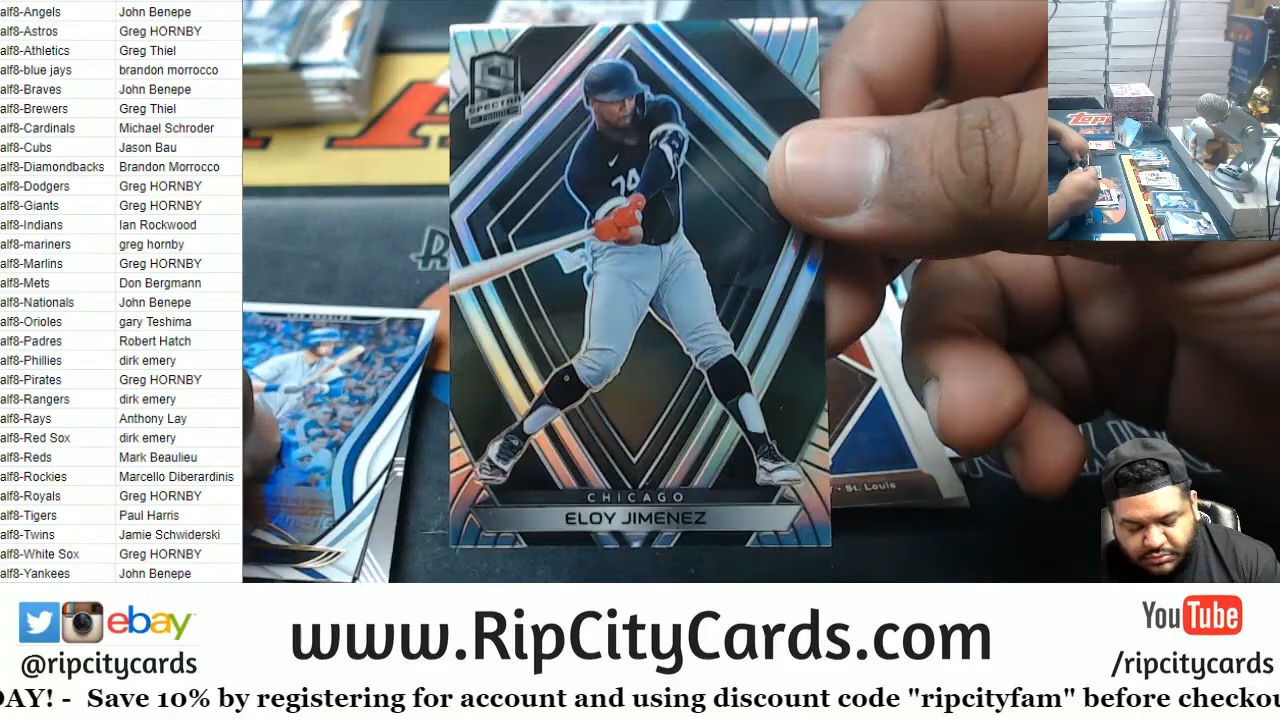 alf8-Angels John Benepe
alf8-Astros Greg HORNBY
alf8-Athletics Greg Thiel
alf8-blue jays brandon morrocco
alf8-Braves John Benepe
alf8-Brewers Greg Thiel
alf8-Cardinals Michael Schroder
alf8-Cubs Jason Bau
alf8-Diamondbacks Brandon Morrocco
alf8-Dodgers Greg HORNBY
alf8-Giants Greg HORNBY
alf8-Indians Ian Rockwood
alf8-mariners greg hornby
alf8-Marlins Greg HORNBY
alf8-Mets Don Bergmann
alf8-Nationals John Benepe
alf8-Orioles gary Teshima
alf8-Padres Robert Hatch
alf8-Phillies dirk emery
alf8-Pirates Greg HORNBY
alf8-Rangers dirk emery
alf8-Rays Anthony Lay
alf8-Red Sox dirk emery
alf8-Reds Mark Beaulieu
alf8-Rockies Marcello Diberardinis
alf8-Royals Greg HORNBY
alf8-Tigers Paul Harris
alf8-Twins Jamie Schwiderski
alf8-White Sox Greg HORNBY
alf8-Yankees John Benepe
S
SPECTRA
74
CHICAGO
ELOY JIMENEZ
St. Louis
Topps
ebay
@ripcitycards
www.RipCityCards.com
YouTube
/ripcitycards
DAY! - Save 10% by registering for account and using discount code "ripcityfam" before checkou